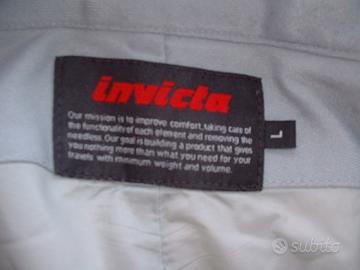 invicta
Our mission is to improve comfort, taking care of
the functionality of each element and removing the
needless. Our goal is building a product that gives
you nothing more than what you need for your
travels with minimum weight and volume.
L
subito